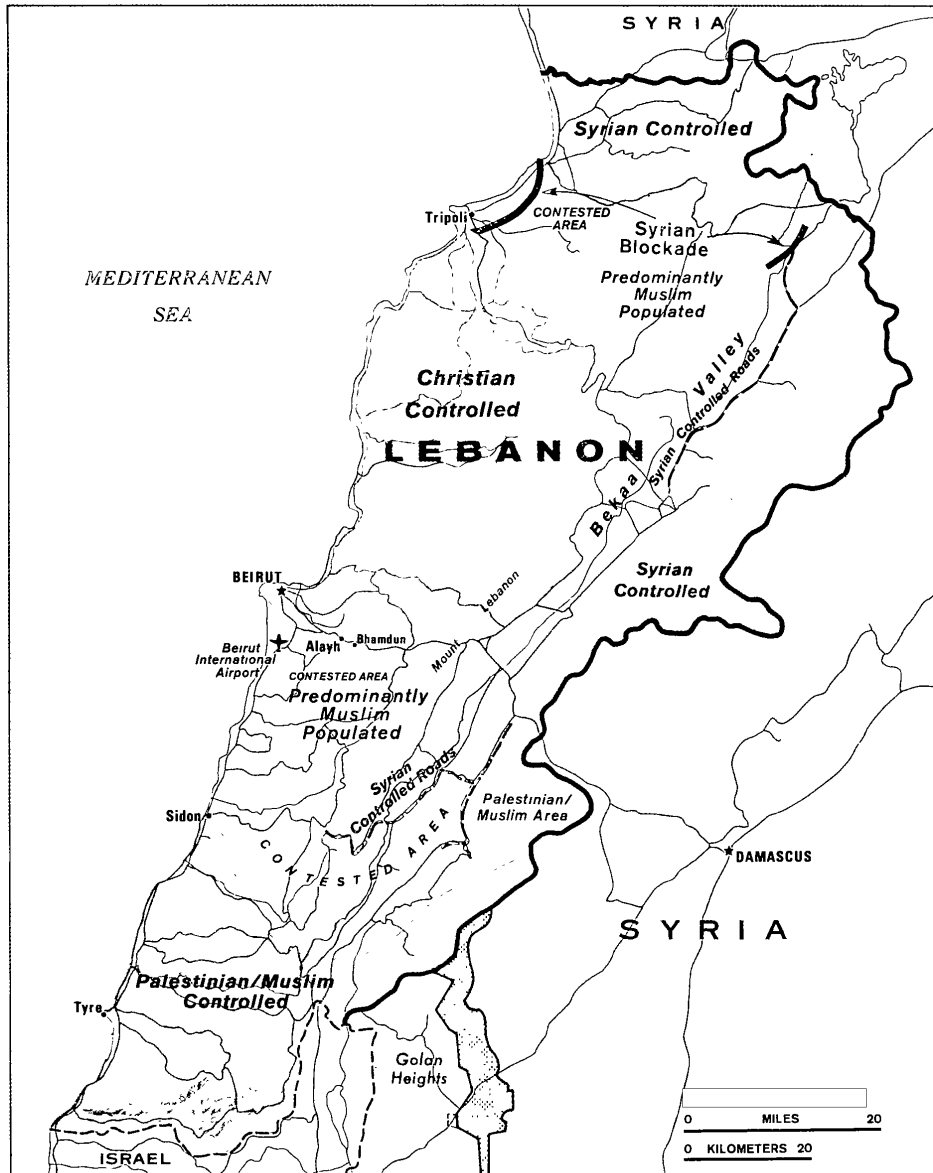 SYRIA
Syrian Controlled
Tripoli
CONTESTED
AREA
Syrian
Blockade
MEDITERRANEAN
SEA
Predominantly
Muslim
Populated
Valley
Syrian Controlled Roads
Christian
Controlled
LEBANON
Bekaa
Syrian
Controlled
BEIRUT
Mount Lebanon
Alayh
Bhamdun
Beirut
International
Airport
CONTESTED AREA
Predominantly
Muslim
Populated
Syrian
Controlled Roads
Palestinian/
Muslim Area
Sidon
CONTESTED AREA
DAMASCUS
SYRIA
Palestinian/Muslim
Controlled
Tyre
Golan
Heights
ISRAEL
0 MILES 20
0 KILOMETERS 20